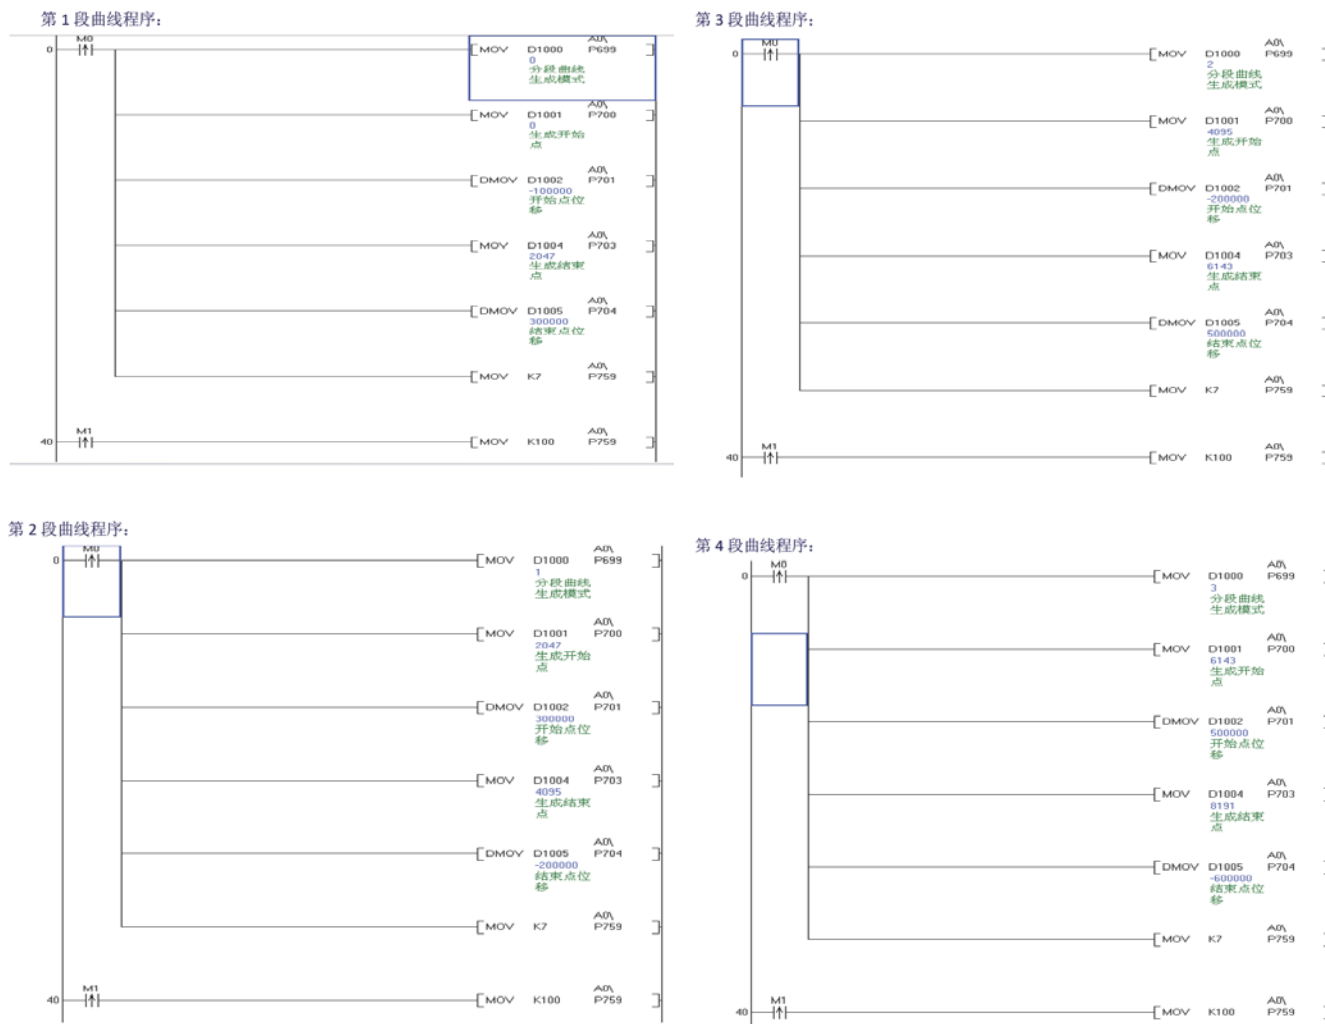 第 1 段曲线程序：
M0
0
[MOV D1000 A0\P699 ]
0
分段曲线
生成模式
[MOV D1001 A0\P700 ]
0
生成开始
点
[DMOV D1002 A0\P701 ]
-100000
开始点位
移
[MOV D1004 A0\P703 ]
2047
生成结束
点
[DMOV D1005 A0\P704 ]
300000
结束点位
移
[MOV K7 A0\P759 ]
M1
40
[MOV K100 A0\P759 ]
第 2 段曲线程序：
M0
0
[MOV D1000 A0\P699 ]
1
分段曲线
生成模式
[MOV D1001 A0\P700 ]
2047
生成开始
点
[DMOV D1002 A0\P701 ]
300000
开始点位
移
[MOV D1004 A0\P703 ]
4095
生成结束
点
[DMOV D1005 A0\P704 ]
-200000
结束点位
移
[MOV K7 A0\P759 ]
M1
40
[MOV K100 A0\P759 ]
第 3 段曲线程序：
M0
0
[MOV D1000 A0\P699 ]
2
分段曲线
生成模式
[MOV D1001 A0\P700 ]
4095
生成开始
点
[DMOV D1002 A0\P701 ]
-200000
开始点位
移
[MOV D1004 A0\P703 ]
6143
生成结束
点
[DMOV D1005 A0\P704 ]
500000
结束点位
移
[MOV K7 A0\P759 ]
M1
40
[MOV K100 A0\P759 ]
第 4 段曲线程序：
M0
0
[MOV D1000 A0\P699 ]
3
分段曲线
生成模式
[MOV D1001 A0\P700 ]
6143
生成开始
点
[DMOV D1002 A0\P701 ]
500000
开始点位
移
[MOV D1004 A0\P703 ]
8191
生成结束
点
[DMOV D1005 A0\P704 ]
-600000
结束点位
移
[MOV K7 A0\P759 ]
M1
40
[MOV K100 A0\P759 ]